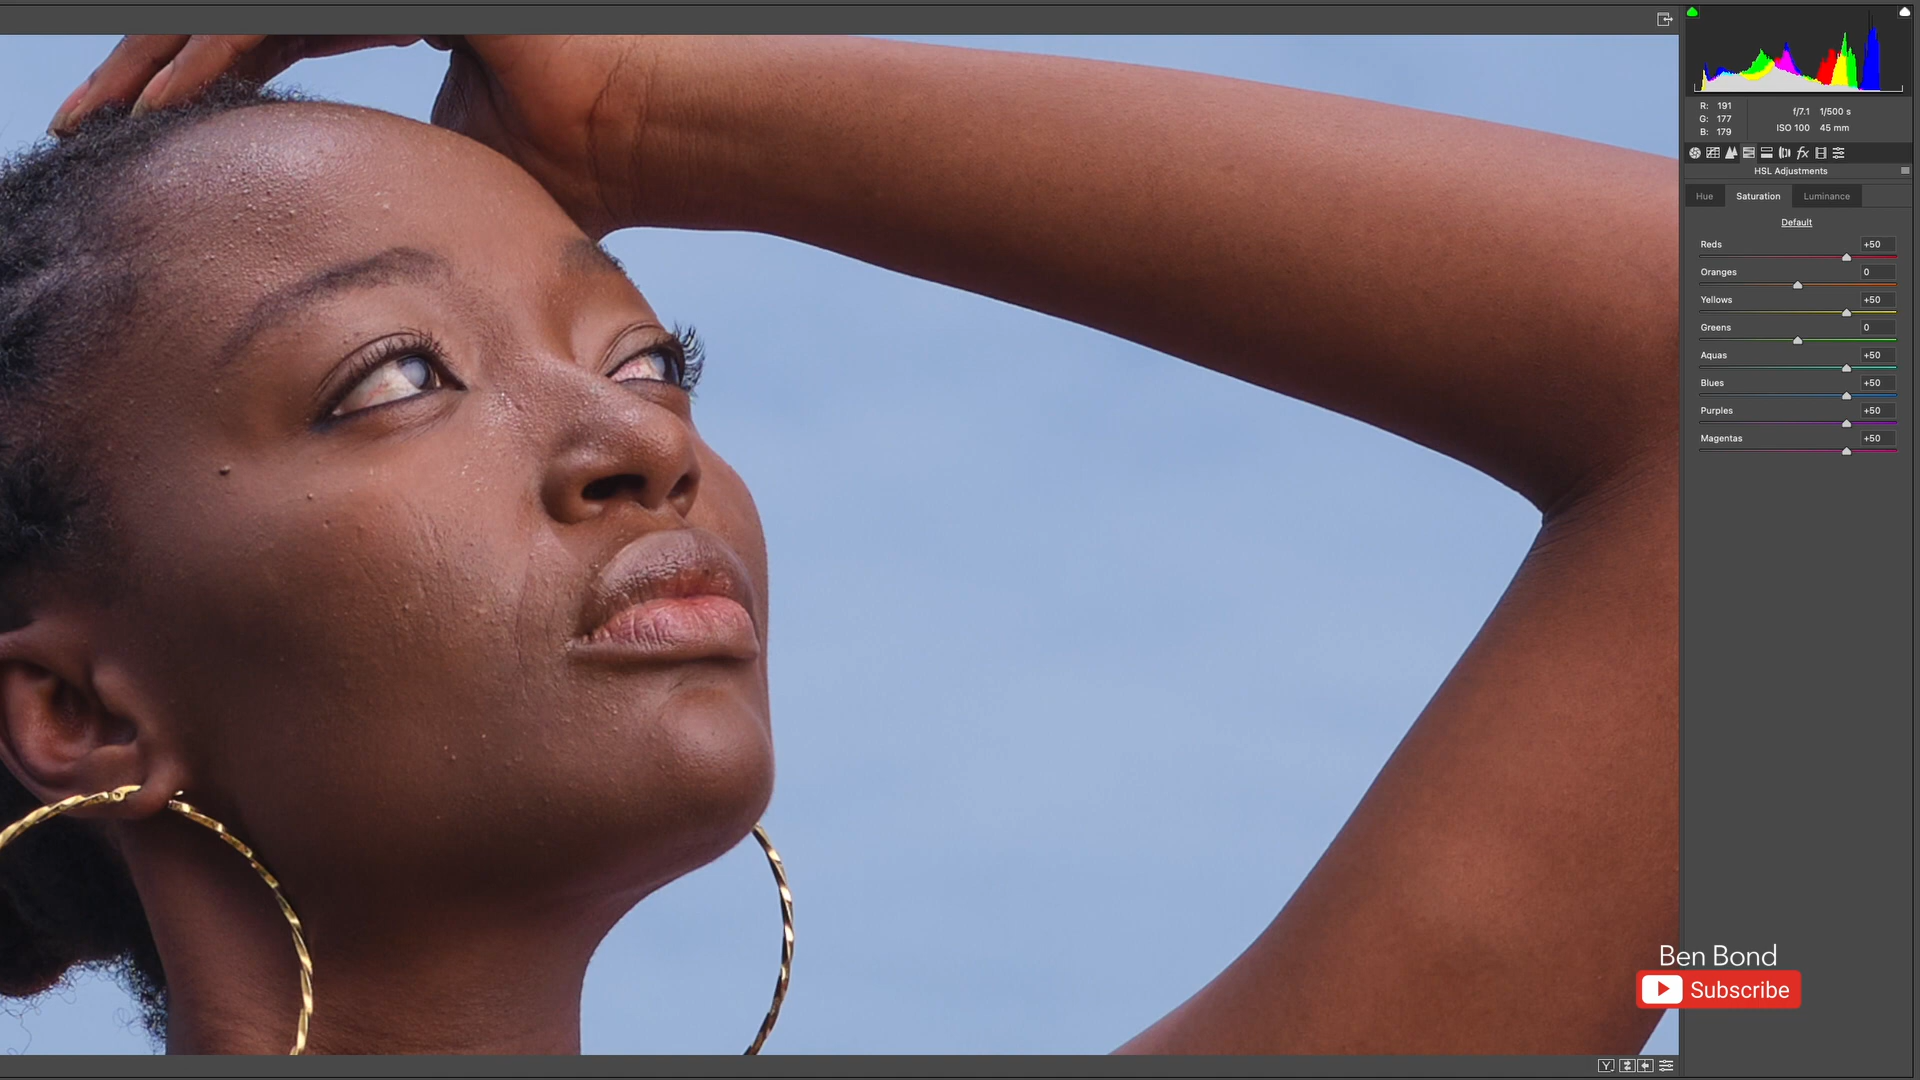 R: 191
G: 177
B: 179
f/7.1 1/500 s
ISO 100 45 mm
fx
HSL Adjustments
Hue Saturation Luminance
Default
Reds +50
Oranges 0
Yellows +50
Greens 0
Aquas +50
Blues +50
Purples +50
Magentas +50
Ben Bond
Subscribe
Y